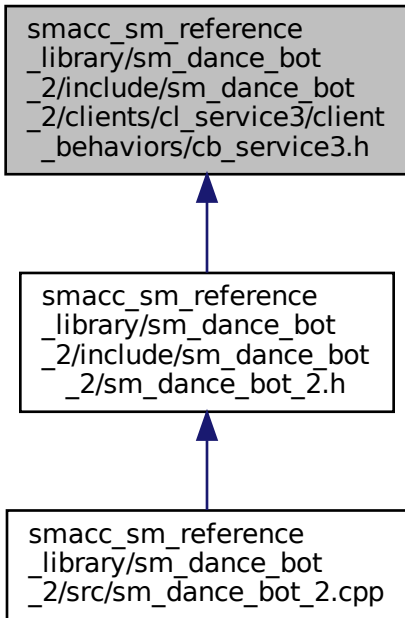 smacc_sm_reference
_library/sm_dance_bot
_2/include/sm_dance_bot
_2/clients/cl_service3/client
_behaviors/cb_service3.h
smacc_sm_reference
_library/sm_dance_bot
_2/include/sm_dance_bot
_2/sm_dance_bot_2.h
smacc_sm_reference
_library/sm_dance_bot
_2/src/sm_dance_bot_2.cpp